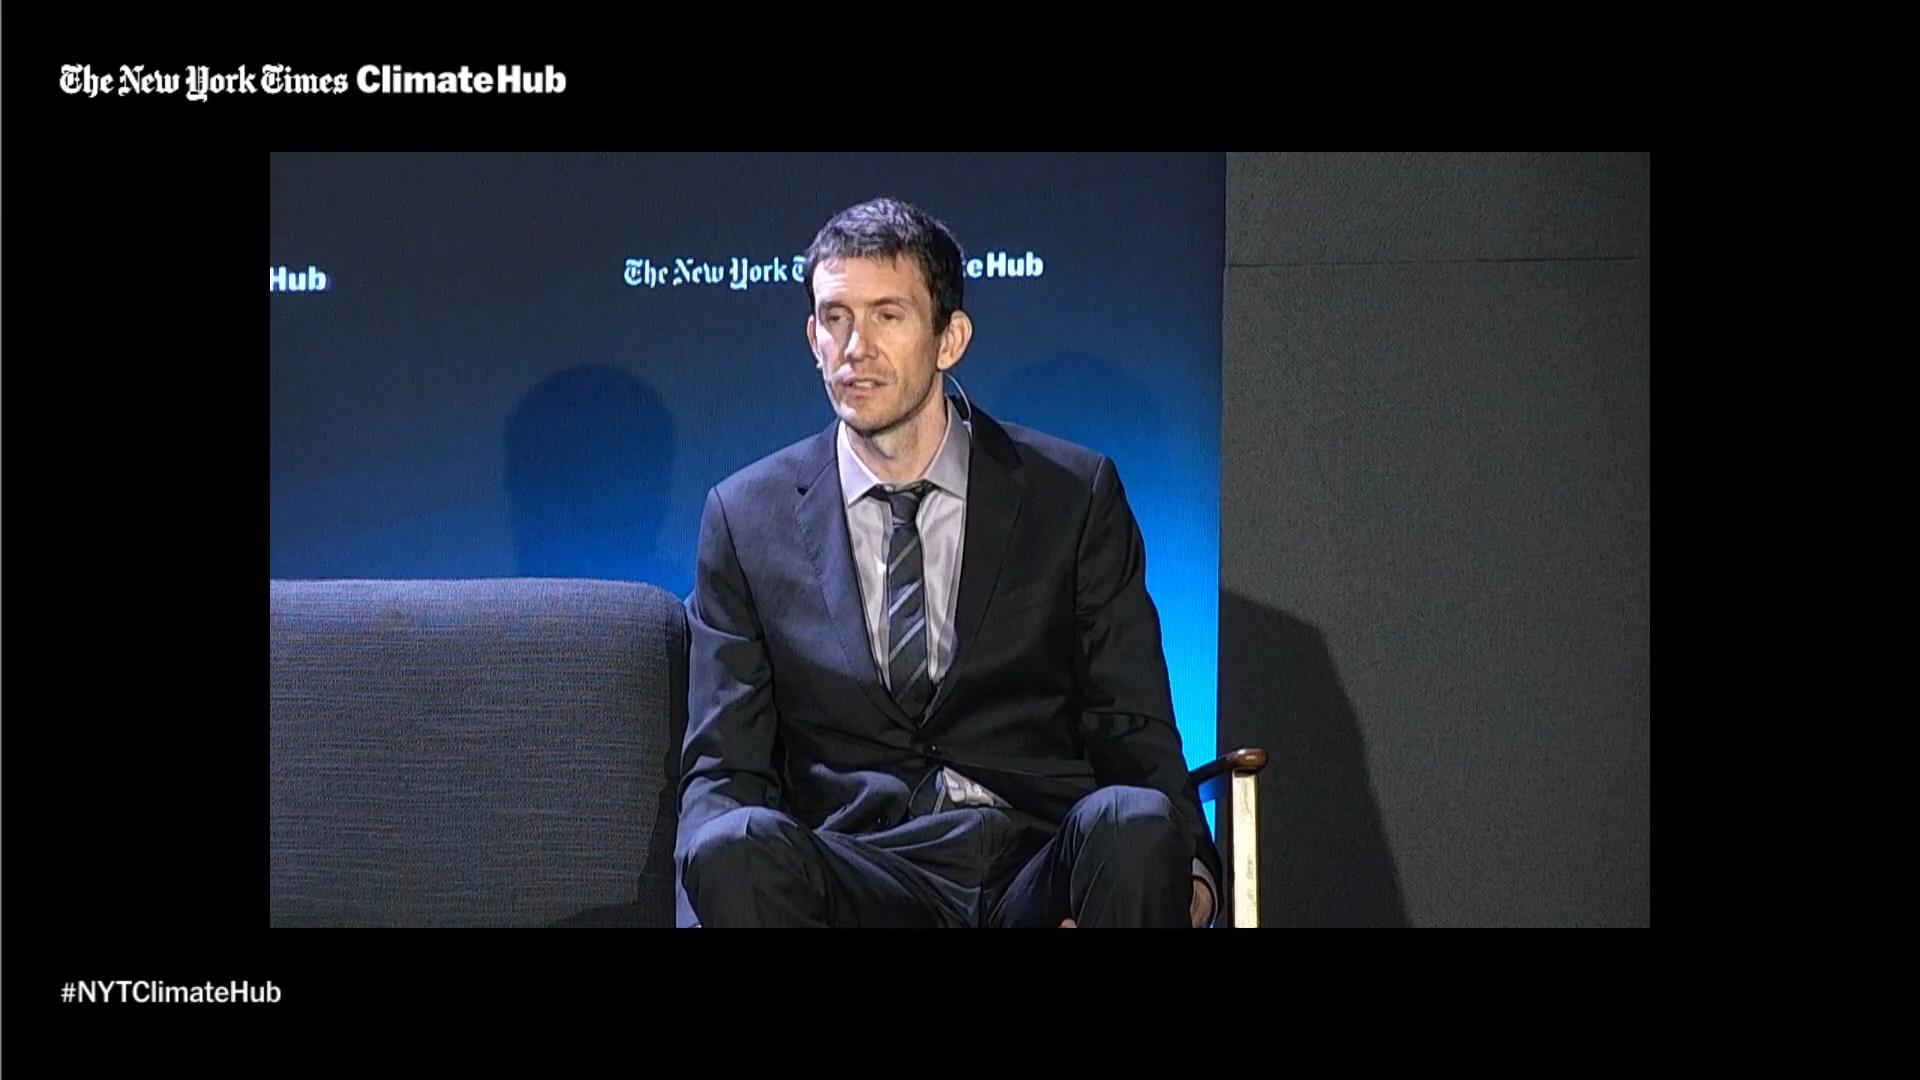 The New York Times Climate Hub
Hub
The New York T e Hub
#NYTClimateHub